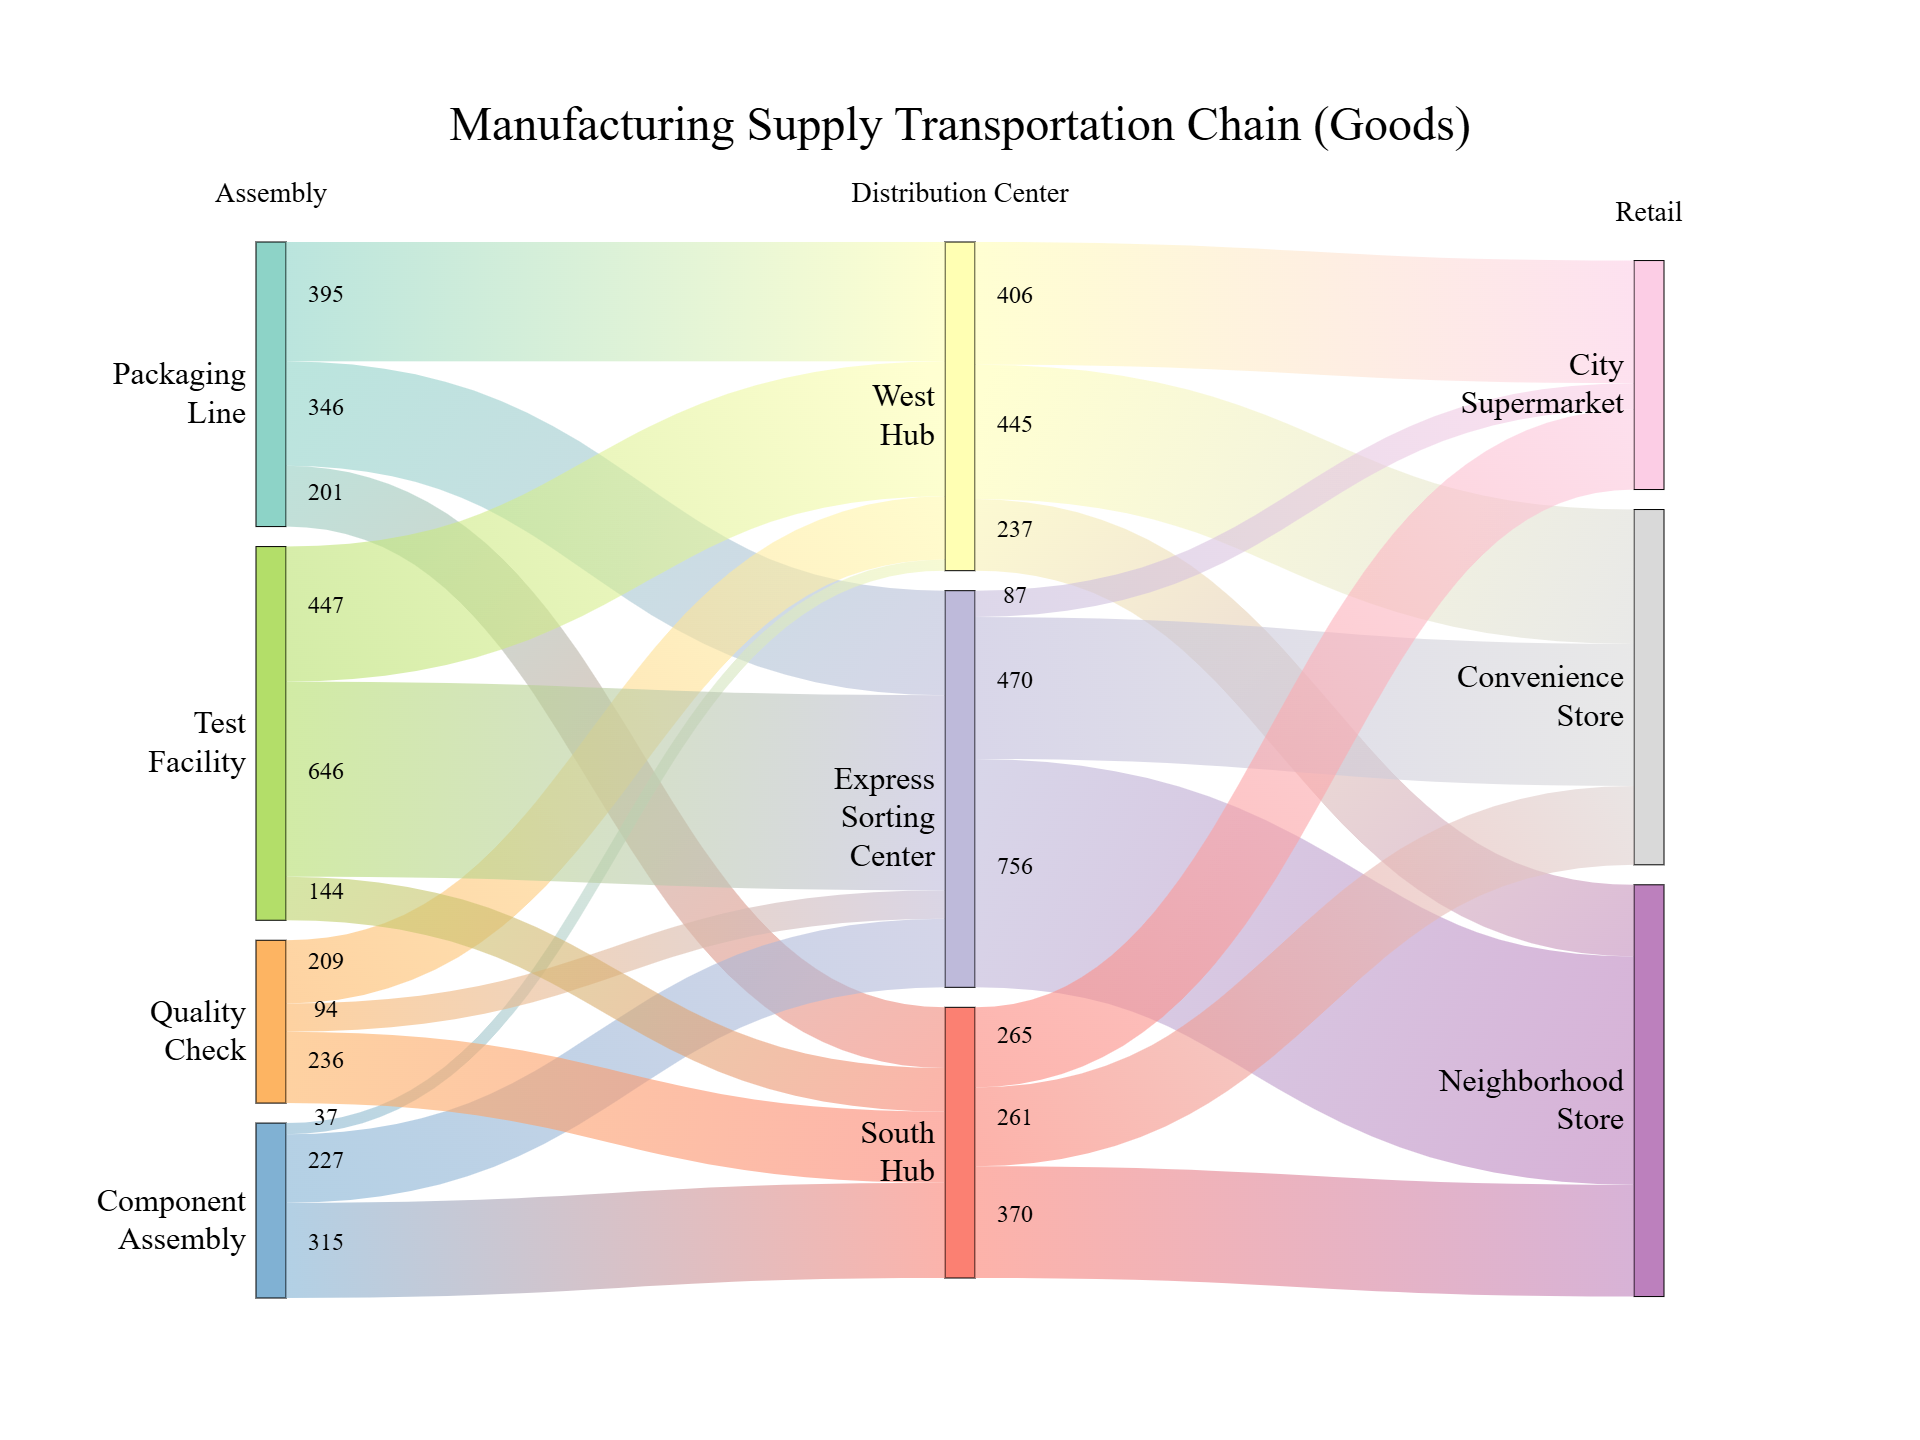 Manufacturing Supply Transportation Chain (Goods)
Assembly
Distribution Center
Retail
395
346
201
Packaging
Line
447
646
144
Test
Facility
209
94
236
Quality
Check
37
227
315
Component
Assembly
406
445
237
West
Hub
87
470
756
Express
Sorting
Center
265
261
370
South
Hub
City
Supermarket
Convenience
Store
Neighborhood
Store